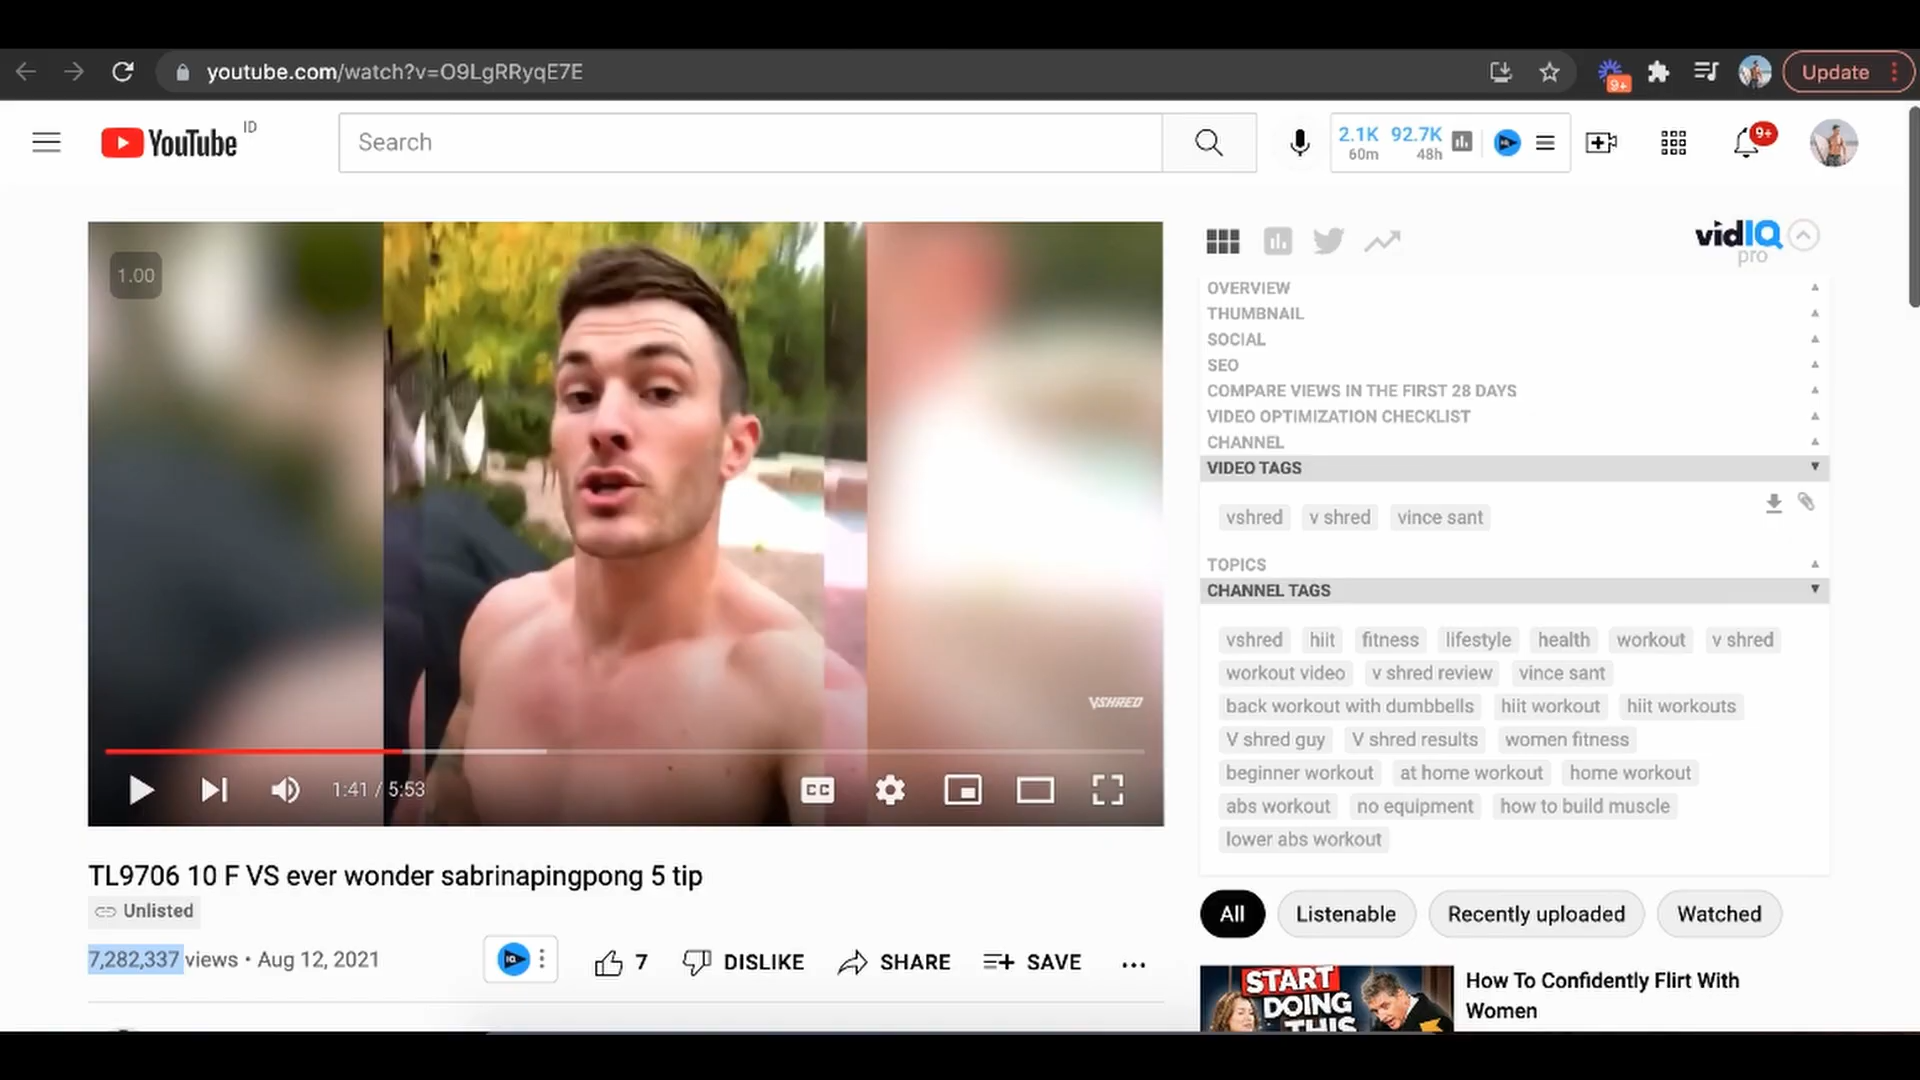 youtube.com/watch?v=O9LgRRyqE7E
9+
Update
YouTube
ID
Search
2.1K 92.7K
60m 48h
9+
1.00
vidIQ
pro
OVERVIEW
THUMBNAIL
SOCIAL
SEO
COMPARE VIEWS IN THE FIRST 28 DAYS
VIDEO OPTIMIZATION CHECKLIST
CHANNEL
VIDEO TAGS
vshred v shred vince sant
TOPICS
CHANNEL TAGS
vshred hiit fitness lifestyle health workout v shred
workout video v shred review vince sant
back workout with dumbbells hiit workout hiit workouts
V shred guy V shred results women fitness
beginner workout at home workout home workout
abs workout no equipment how to build muscle
lower abs workout
VSHRED
1:41 / 5:53
CC
TL9706 10 F VS ever wonder sabrinapingpong 5 tip
Unlisted
7,282,337 views • Aug 12, 2021
IQ
7 DISLIKE SHARE SAVE
All Listenable Recently uploaded Watched
START
DOING
THIS
How To Confidently Flirt With
Women